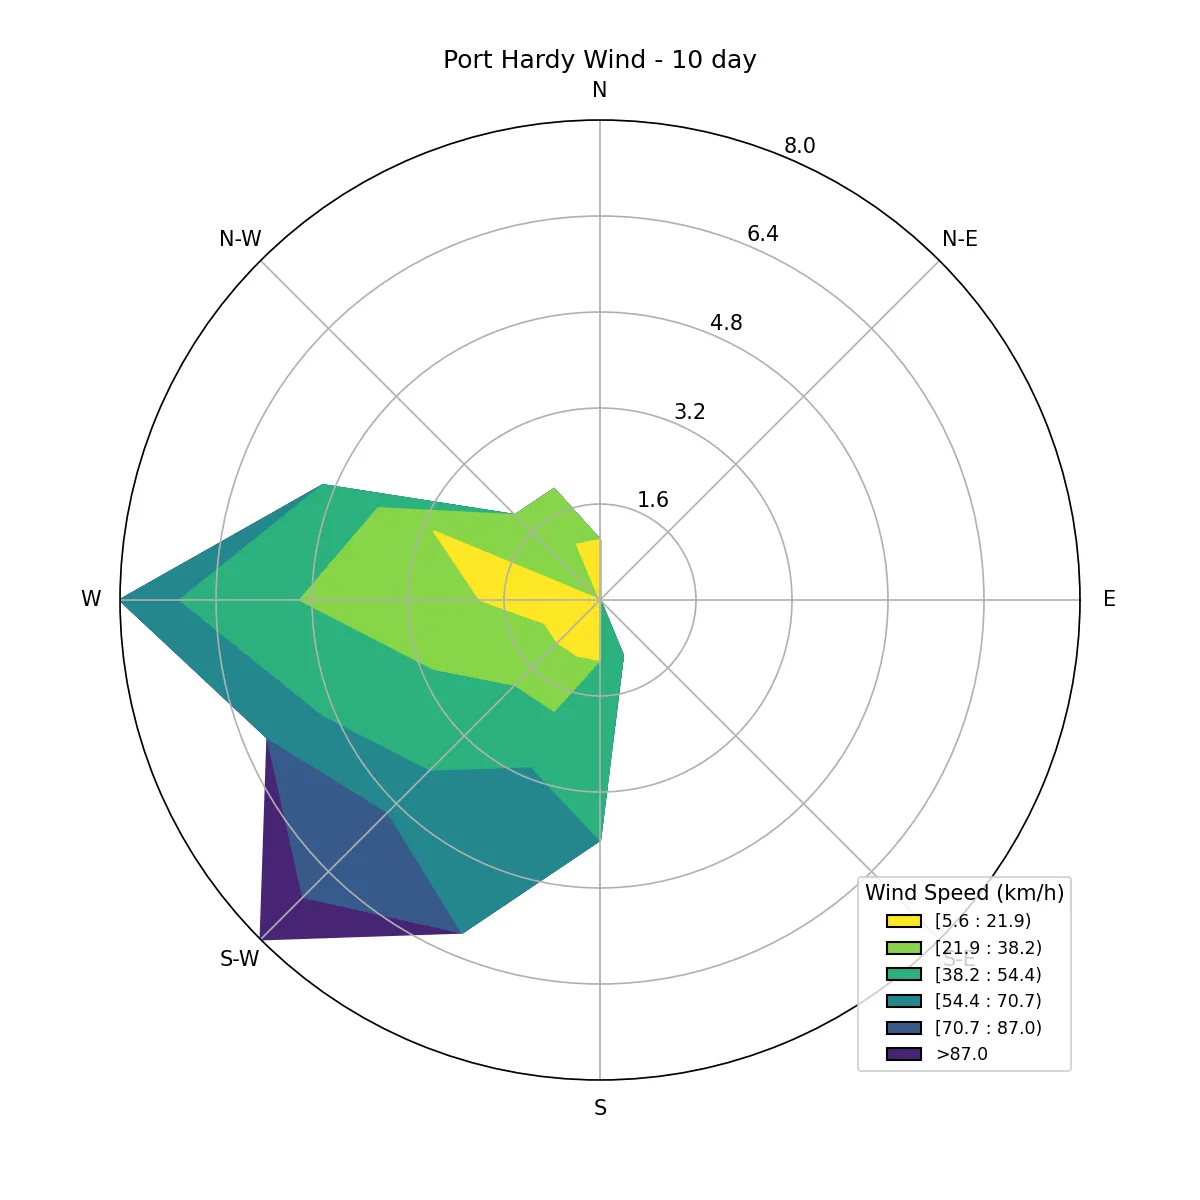 Port Hardy Wind - 10 day
N
8.0
N-W
6.4
N-E
4.8
3.2
1.6
W
E
S-W
S-E
Wind Speed (km/h)
[5.6 : 21.9)
[21.9 : 38.2)
[38.2 : 54.4)
[54.4 : 70.7)
[70.7 : 87.0)
>87.0
S